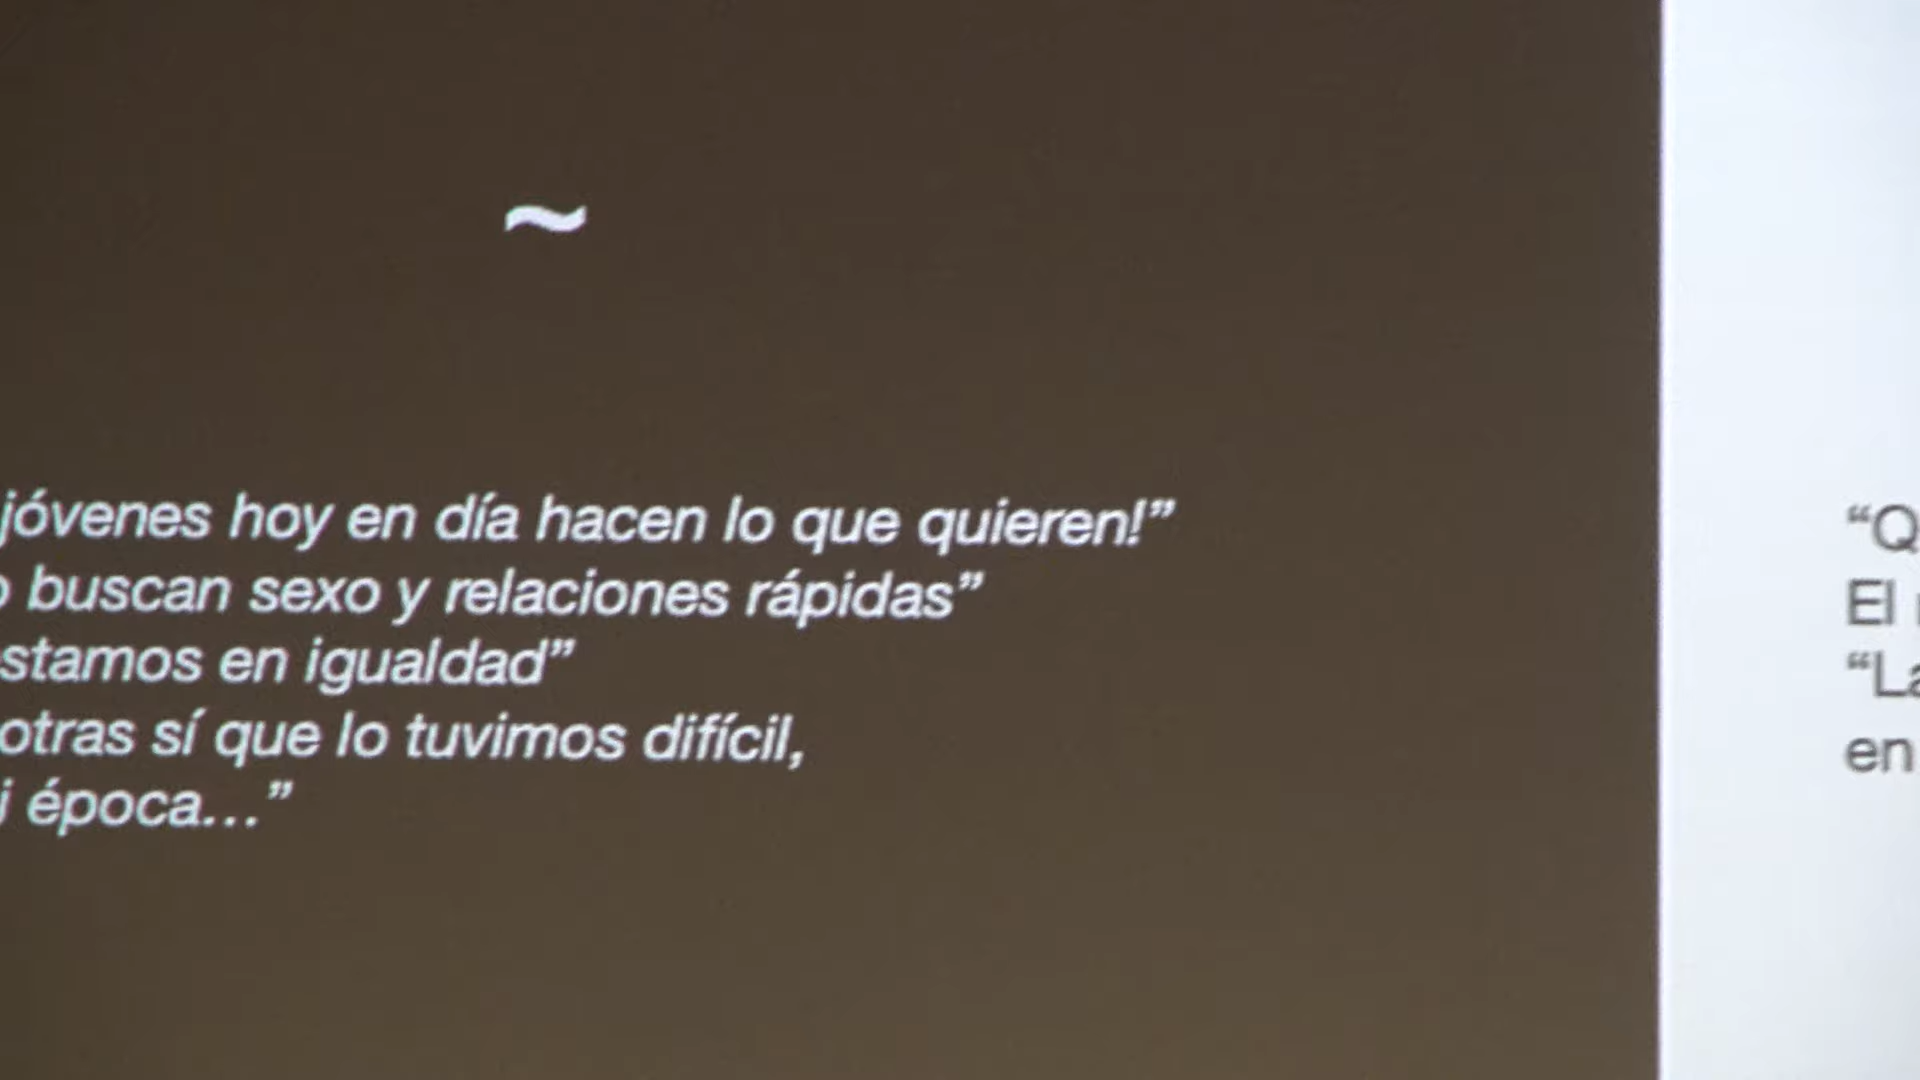 ~
jóvenes hoy en día hacen lo que quieren!”
buscan sexo y relaciones rápidas”
stamos en igualdad”
otras sí que lo tuvimos difícil,
época...”
“Q
El
“La
en